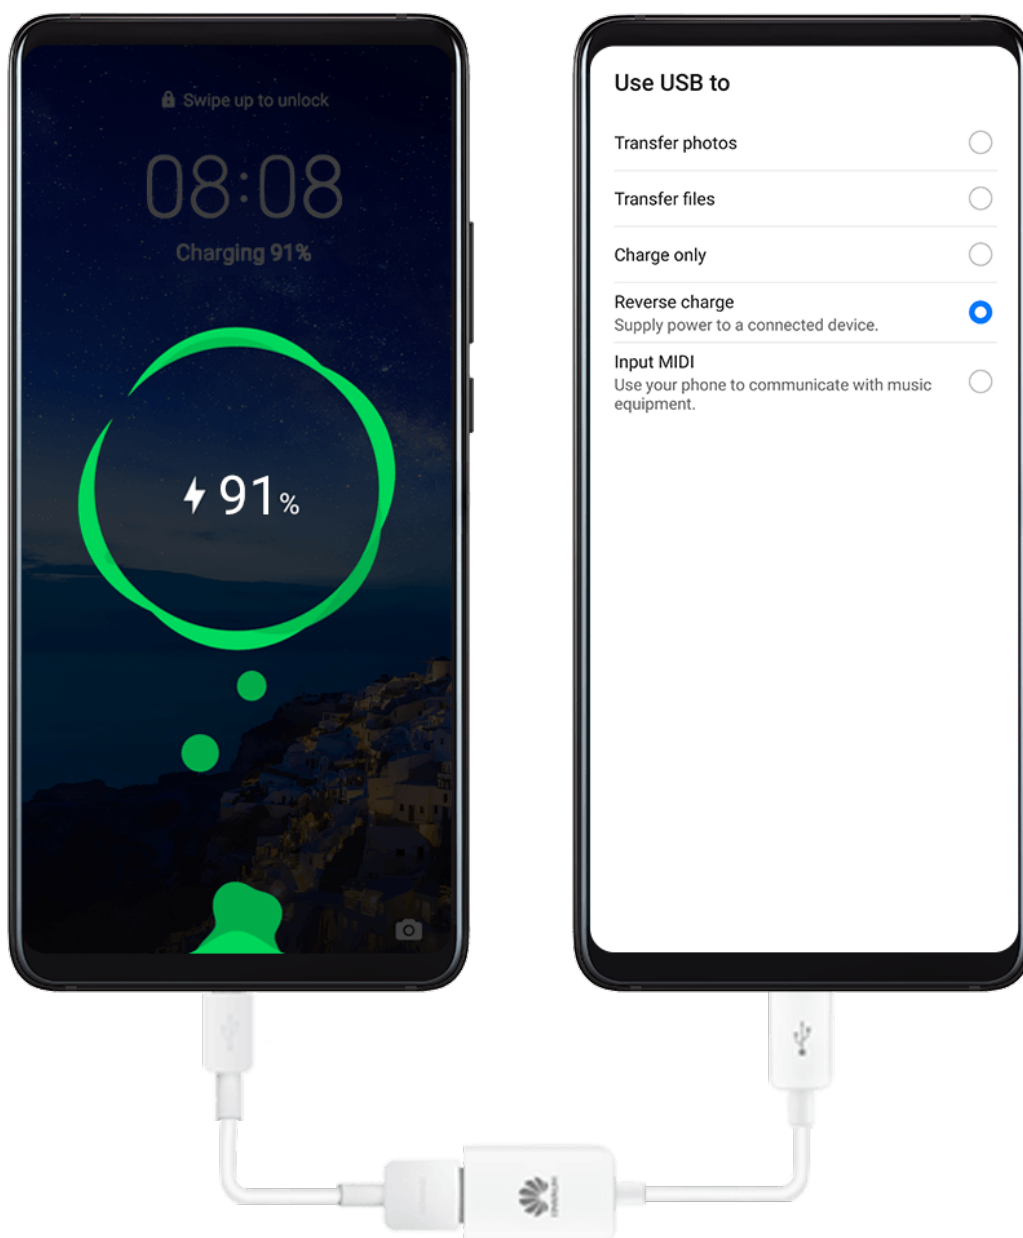 Swipe up to unlock
08:08
Charging 91%
91%
Use USB to
Transfer photos
Transfer files
Charge only
Reverse charge
Supply power to a connected device.
Input MIDI
Use your phone to communicate with music
equipment.
HUAWEI